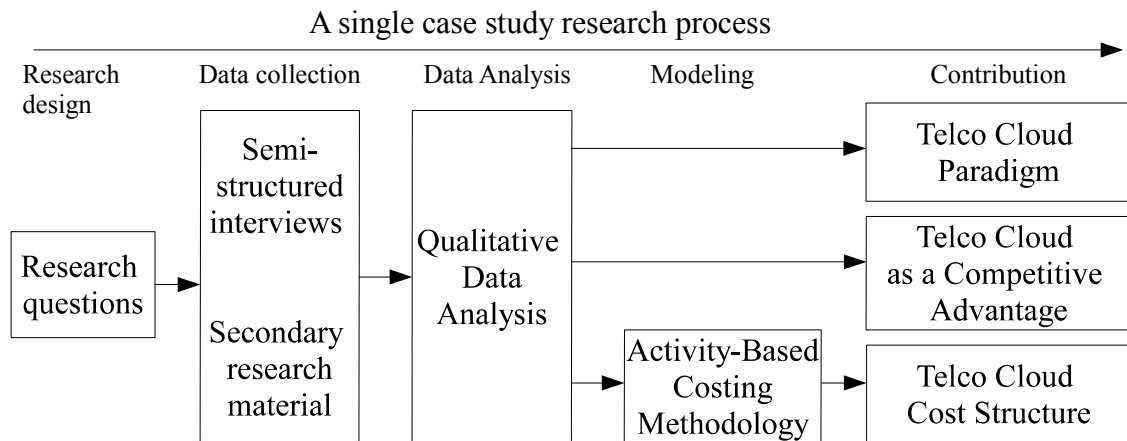 A single case study research process
Research
design
Data collection
Data Analysis
Modeling
Contribution
Research
questions
Semi-
structured
interviews
Secondary
research
material
Qualitative
Data
Analysis
Activity-Based
Costing
Methodology
Telco Cloud
Paradigm
Telco Cloud
as a Competitive
Advantage
Telco Cloud
Cost Structure